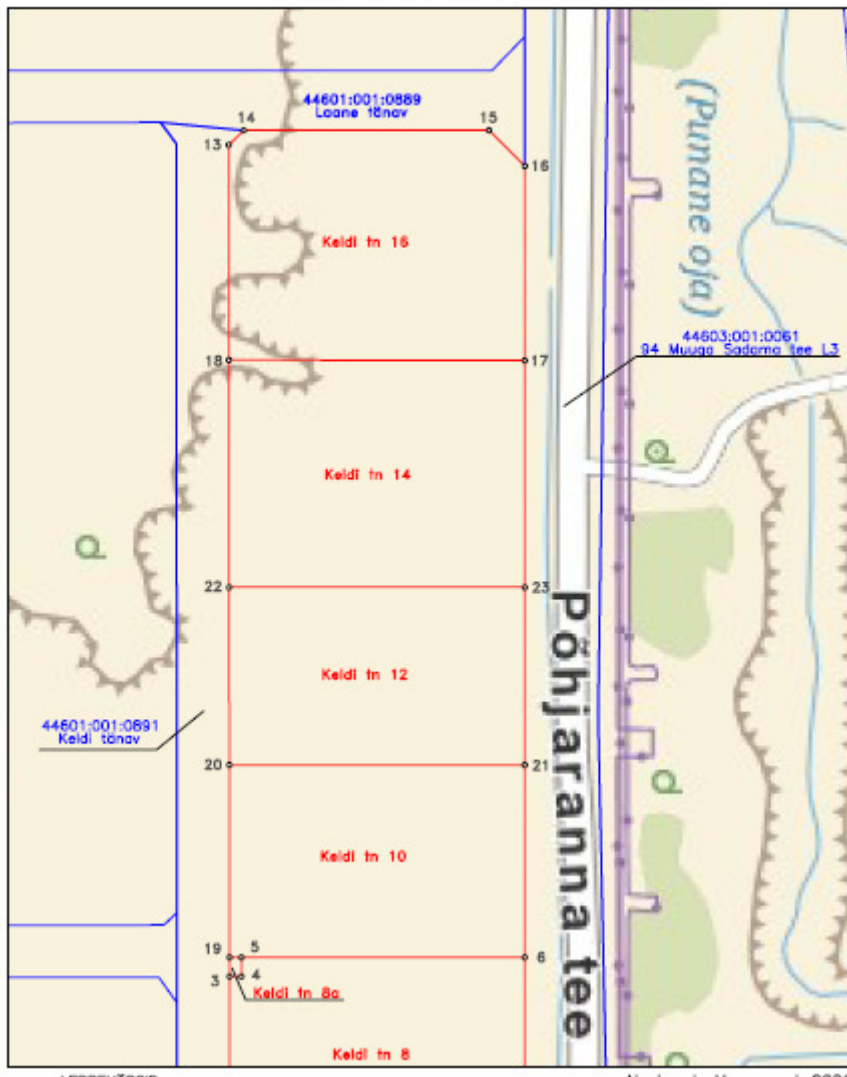 44601:001:0889
Laane tänav
14
15
13
16
(Punane oja)
Keldi tn 16
44603:001:0061
94 Muuga Sadama tee L3
18
17
Keldi tn 14
22
23
Põhjaranna tee
Keldi tn 12
44601:001:0891
Keldi tänav
20
21
Keldi tn 10
19
5
6
3
4
Keldi tn 8a
Keldi tn 8